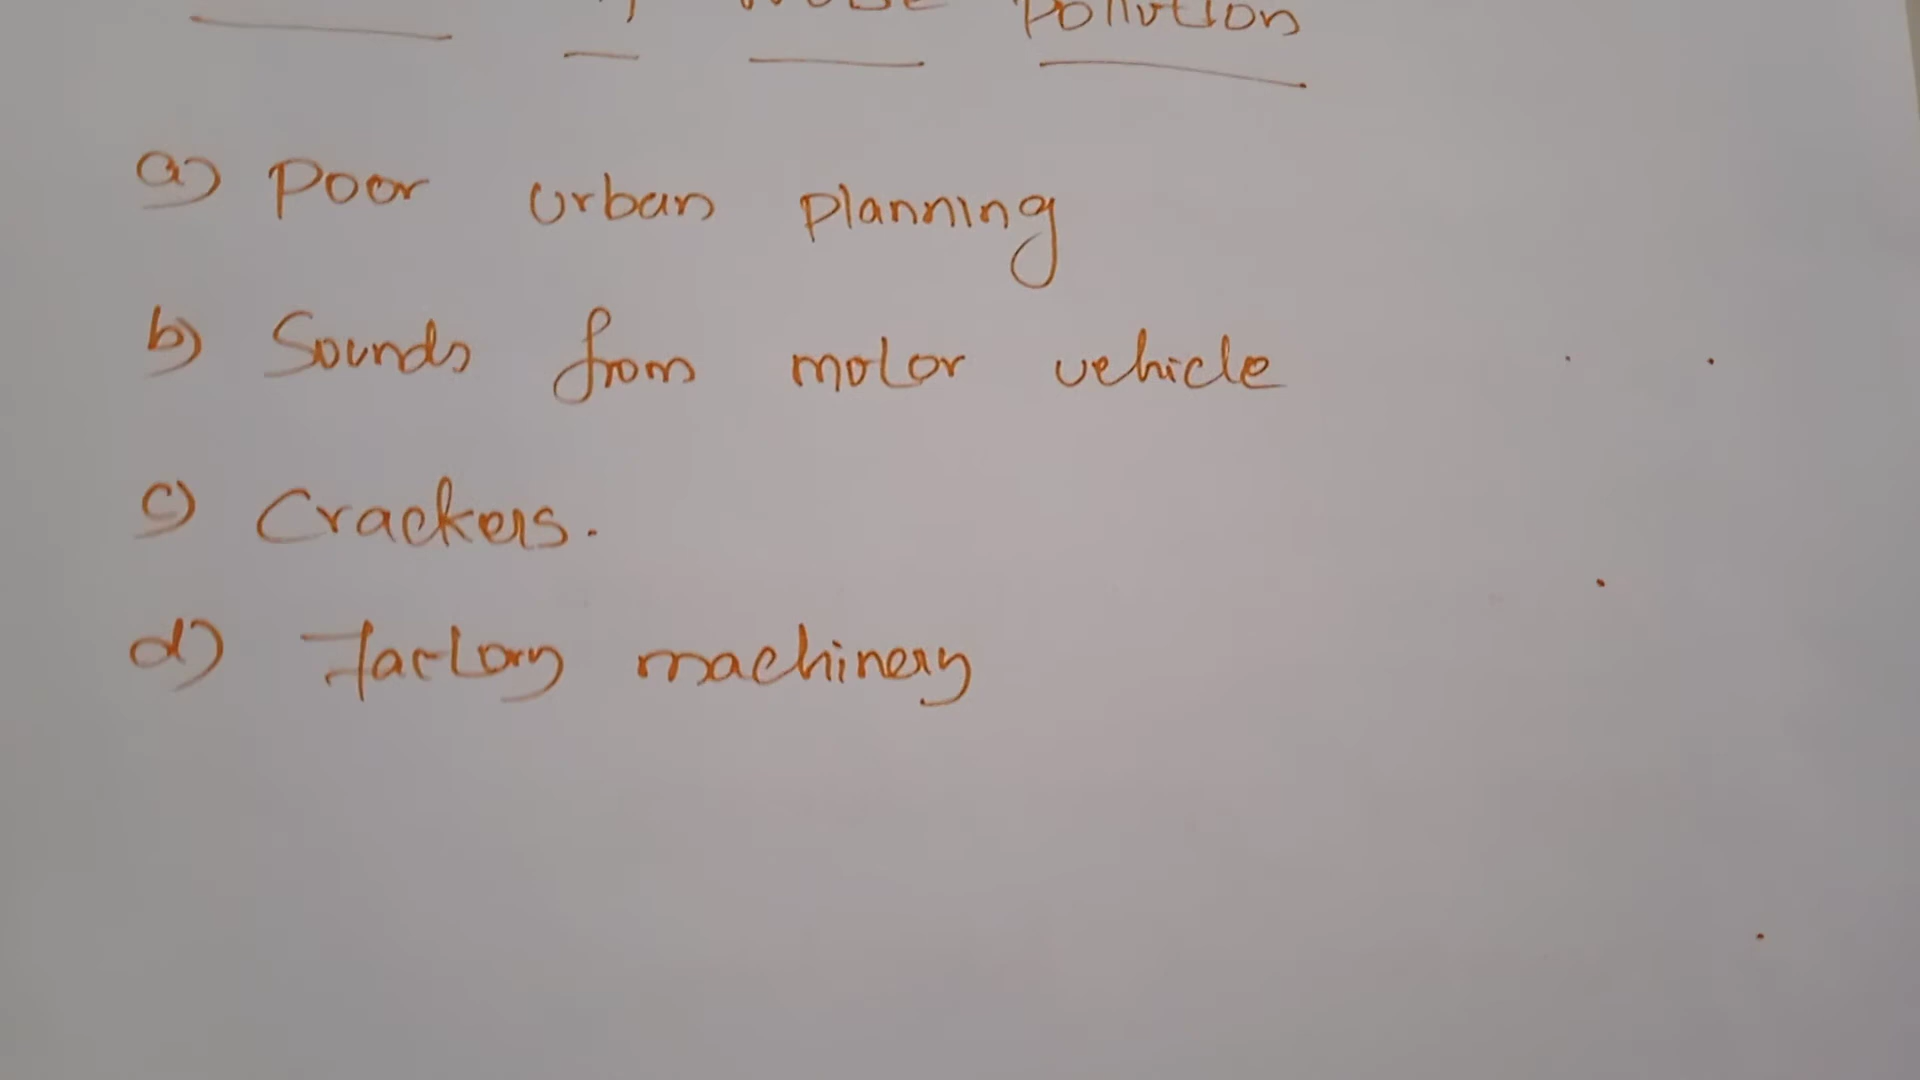 Pollution
a) Poor urban planning
b) Sounds from motor vehicle
c) Crackers.
d) Factory machinery